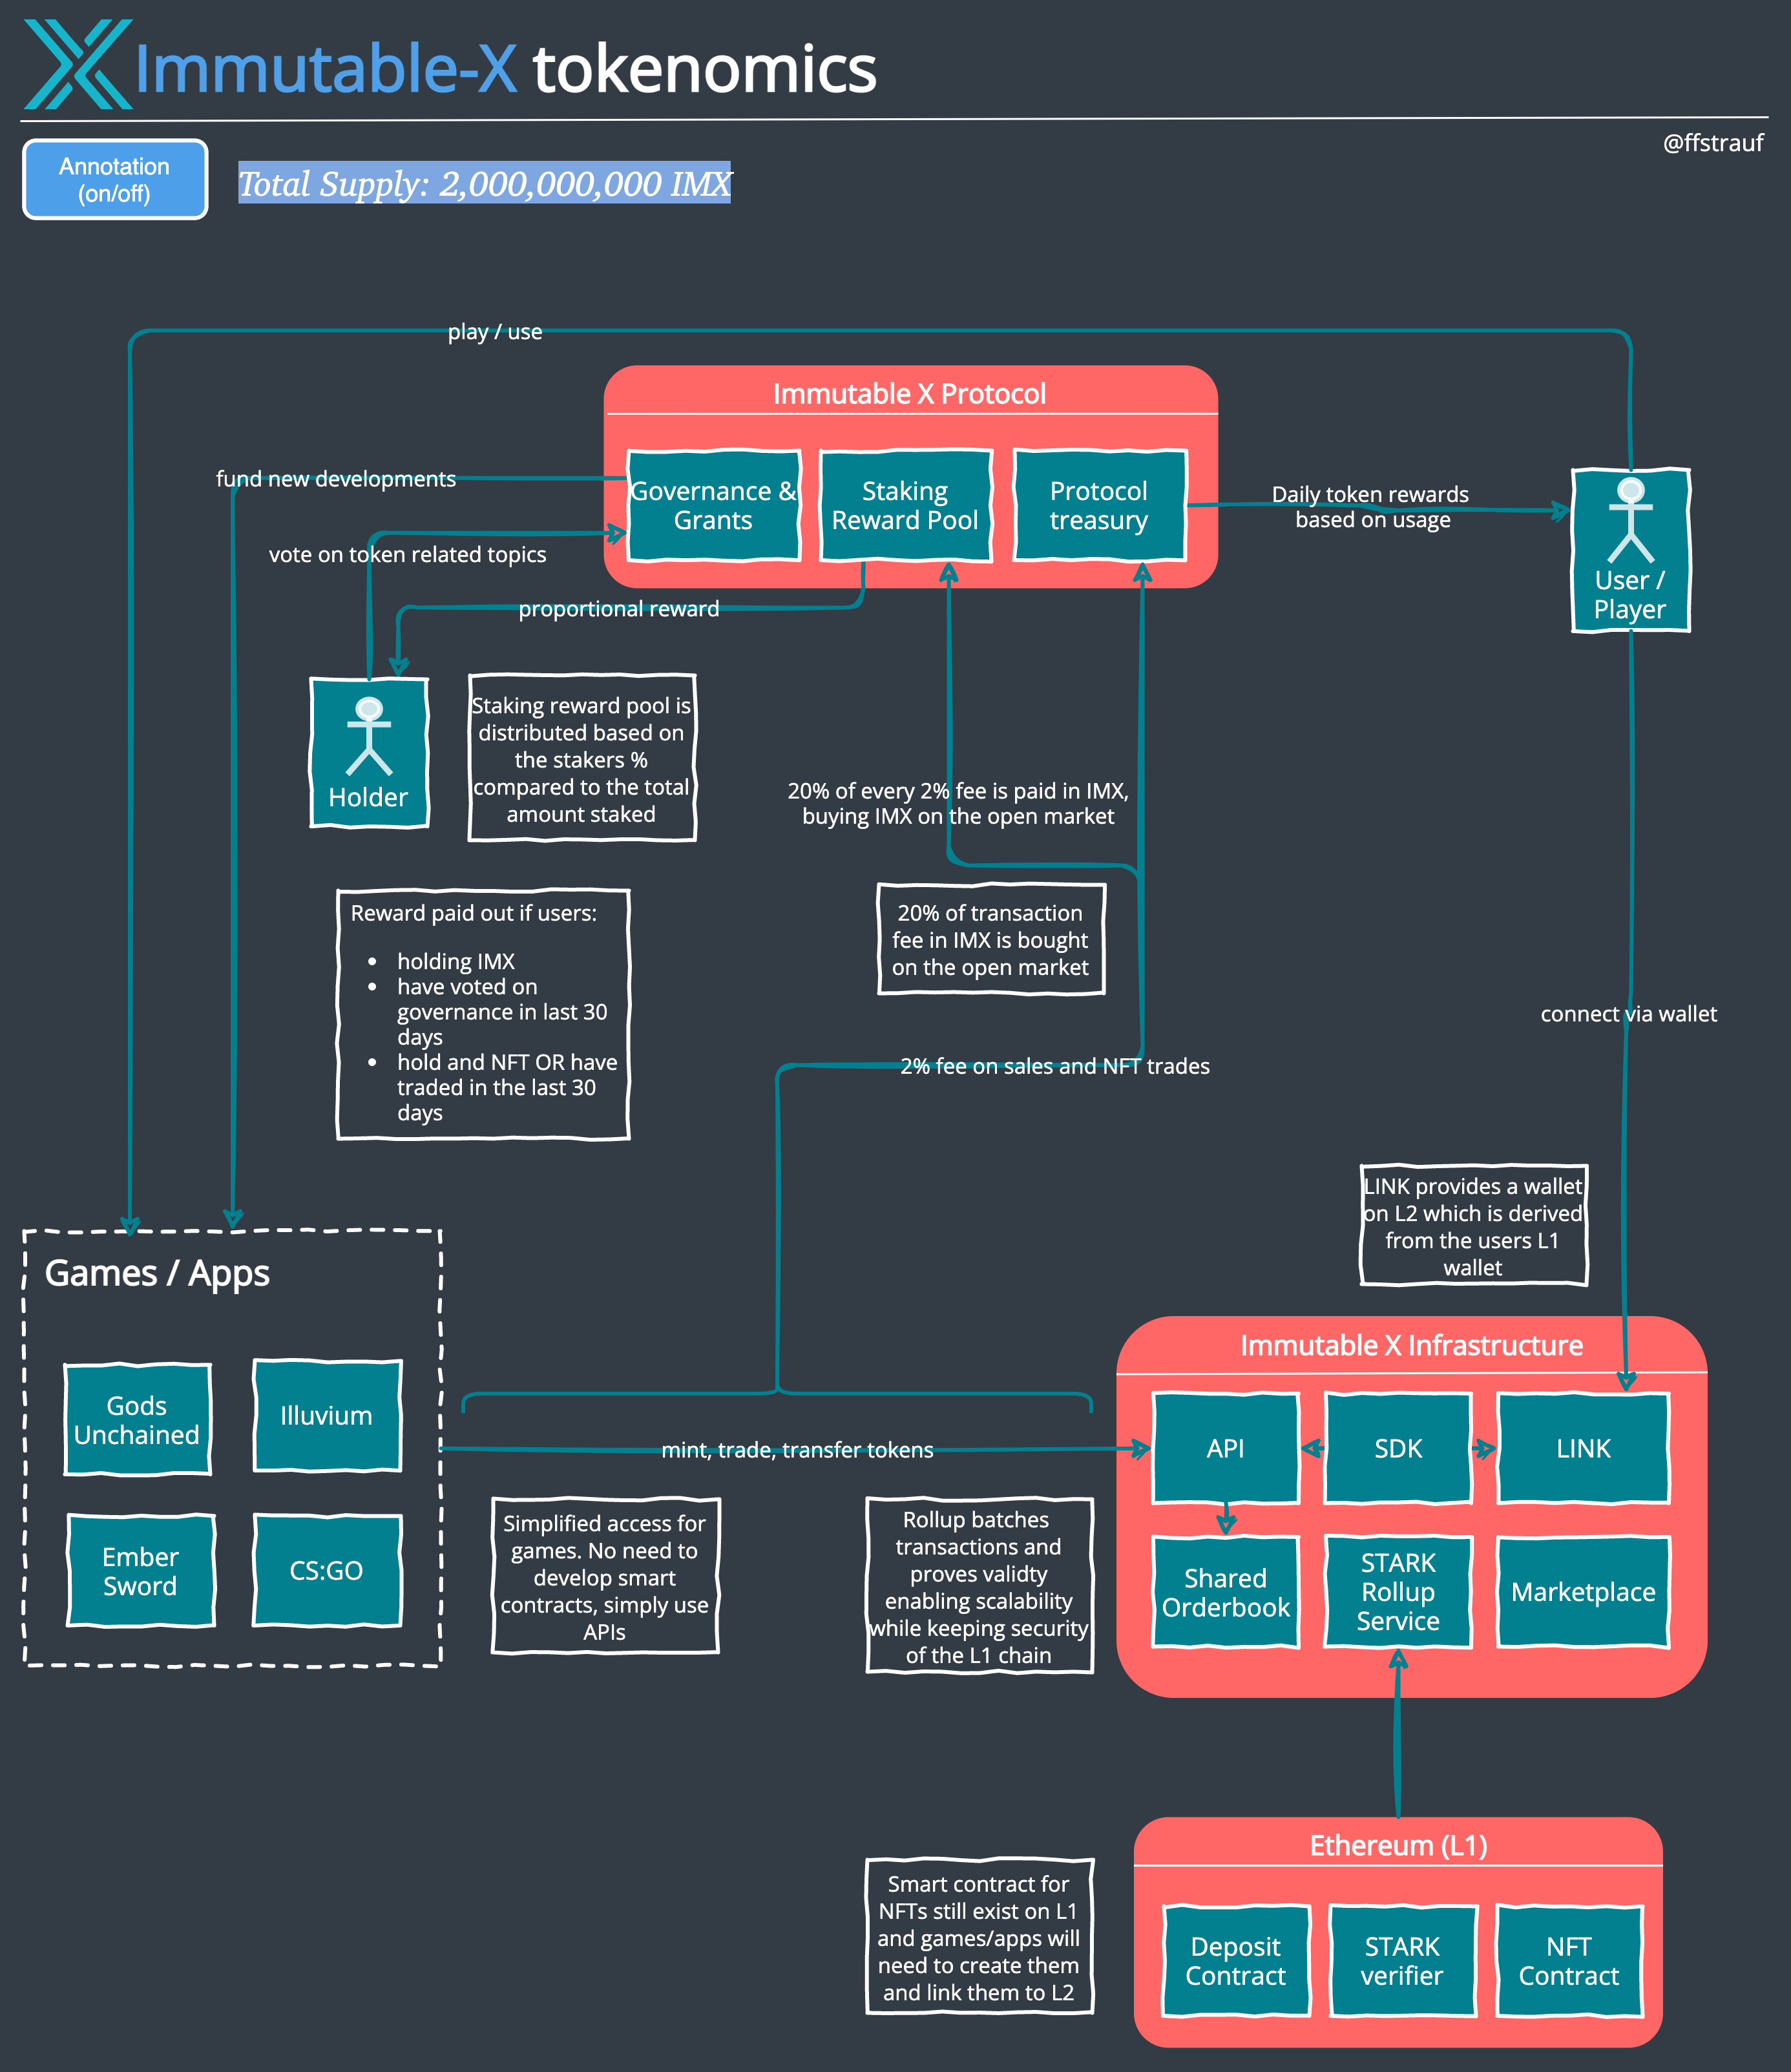 Immutable-X tokenomics
@ffstrauf
Annotation
(on/off)
Total Supply: 2,000,000,000 IMX
play / use
Immutable X Protocol
Governance &
Grants
Staking
Reward Pool
Protocol
treasury
fund new developments
vote on token related topics
proportional reward
Daily token rewards
based on usage
User /
Player
Holder
Staking reward pool is
distributed based on
the stakers %
compared to the total
amount staked
20% of every 2% fee is paid in IMX,
buying IMX on the open market
Reward paid out if users:
• holding IMX
• have voted on
governance in last 30
days
• hold and NFT OR have
traded in the last 30
days
20% of transaction
fee in IMX is bought
on the open market
connect via wallet
2% fee on sales and NFT trades
LINK provides a wallet
on L2 which is derived
from the users L1
wallet
Games / Apps
Gods
Unchained
Illuvium
Ember
Sword
CS:GO
mint, trade, transfer tokens
Simplified access for
games. No need to
develop smart
contracts, simply use
APIs
Rollup batches
transactions and
proves validty
enabling scalability
while keeping security
of the L1 chain
Immutable X Infrastructure
API
SDK
LINK
Shared
Orderbook
STARK
Rollup
Service
Marketplace
Smart contract for
NFTs still exist on L1
and games/apps will
need to create them
and link them to L2
Ethereum (L1)
Deposit
Contract
STARK
verifier
NFT
Contract